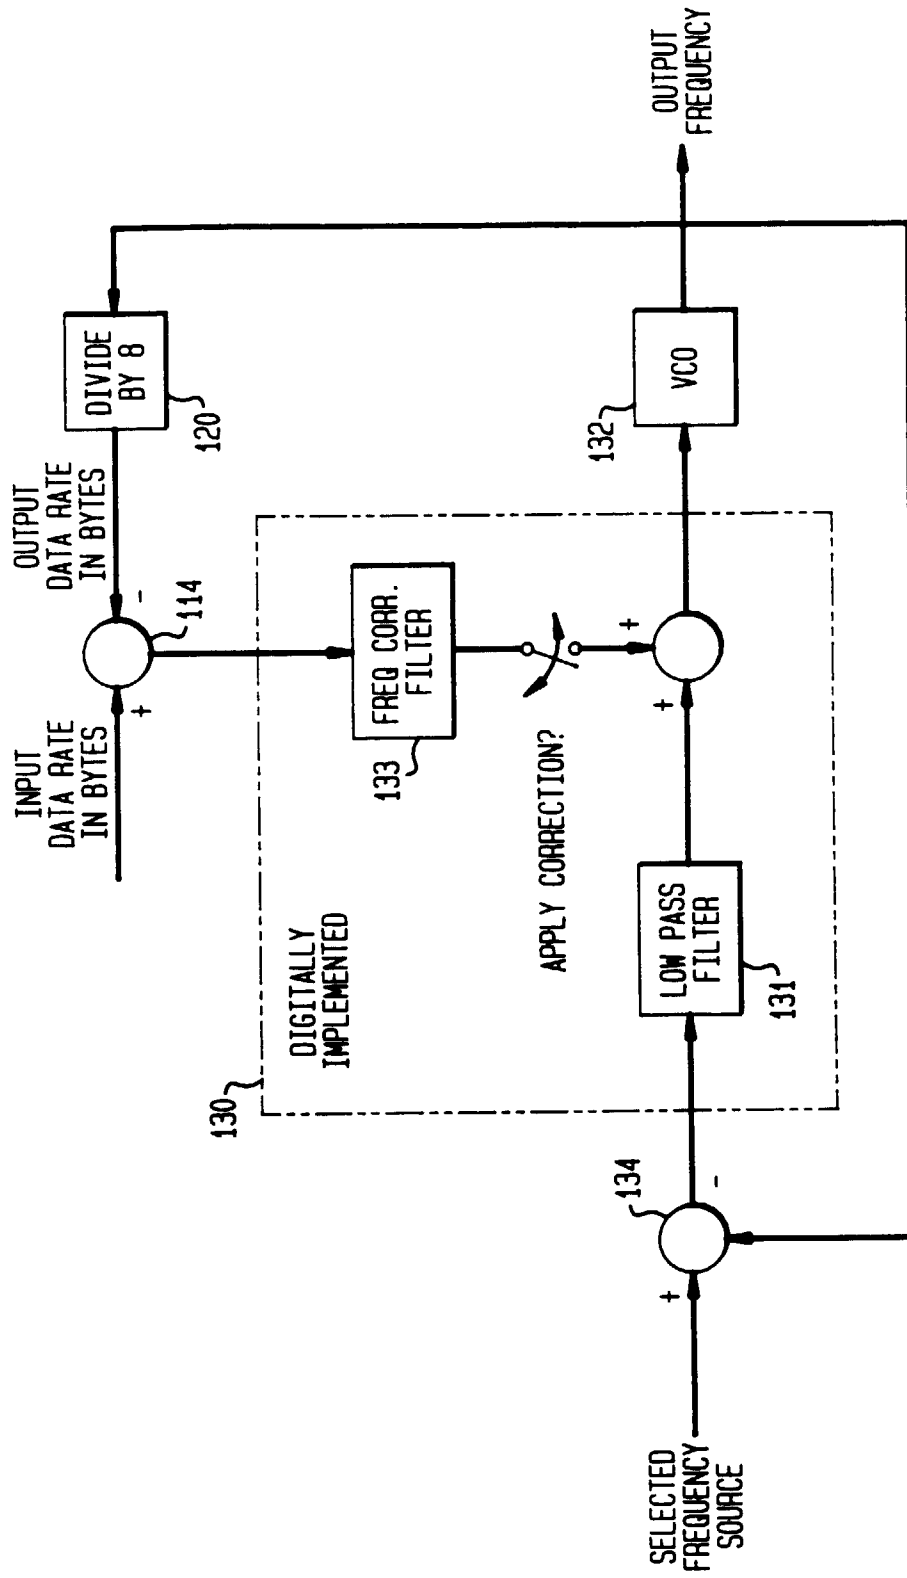 INPUT
DATA RATE
IN BYTES
+
114
-
OUTPUT
DATA RATE
IN BYTES
DIVIDE
BY 8
120
130
DIGITALLY
IMPLEMENTED
FREQ CORR.
FILTER
133
APPLY CORRECTION?
+
+
132
VCO
OUTPUT
FREQUENCY
SELECTED
FREQUENCY
SOURCE
+
134
-
LOW PASS
FILTER
131